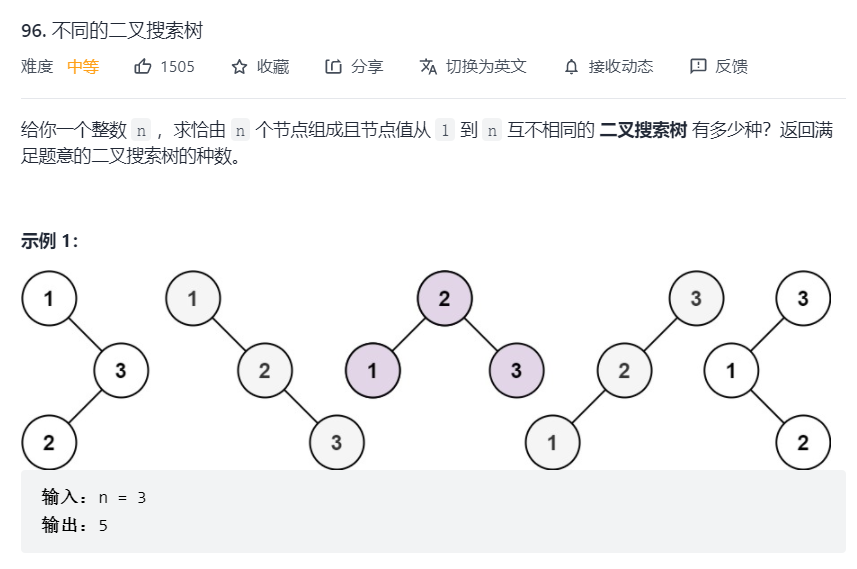 96. 不同的二叉搜索树
难度 中等 1505 收藏 分享 切换为英文 接收动态 反馈
给你一个整数 n ，求恰由 n 个节点组成且节点值从 1 到 n 互不相同的 二叉搜索树 有多少种？返回满
足题意的二叉搜索树的种数。
示例 1：
1 1 2 3 3
3 2 1 3 2 1
2 3 1 2
输入：n = 3
输出：5